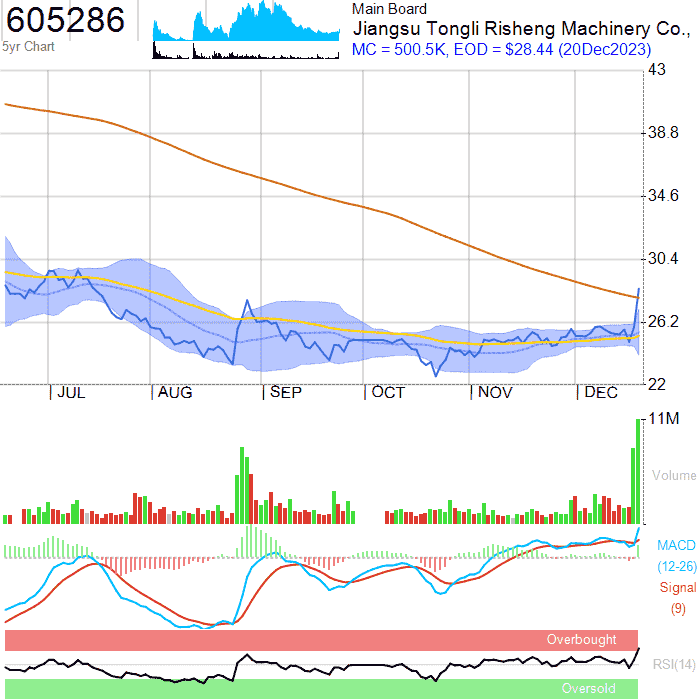 605286
5yr Chart
Main Board
Jiangsu Tongli Risheng Machinery Co.,
MC = 500.5K, EOD = $28.44 (20Dec2023)
43
38.8
34.6
30.4
26.2
22
JUL
AUG
SEP
OCT
NOV
DEC
11M
Volume
MACD
(12-26)
Signal
(9)
Overbought
RSI(14)
Oversold